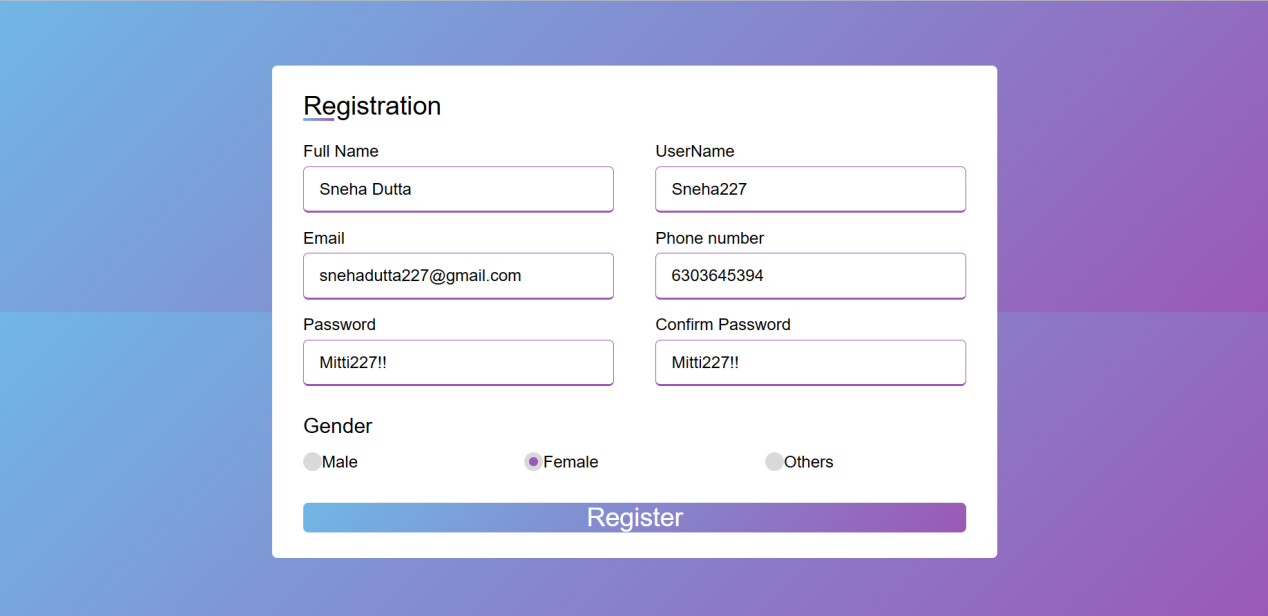 Registration
Full Name UserName
Sneha Dutta Sneha227
Email Phone number
snehadutta227@gmail.com 6303645394
Password Confirm Password
Mitti227!! Mitti227!!
Gender
Male Female Others
Register